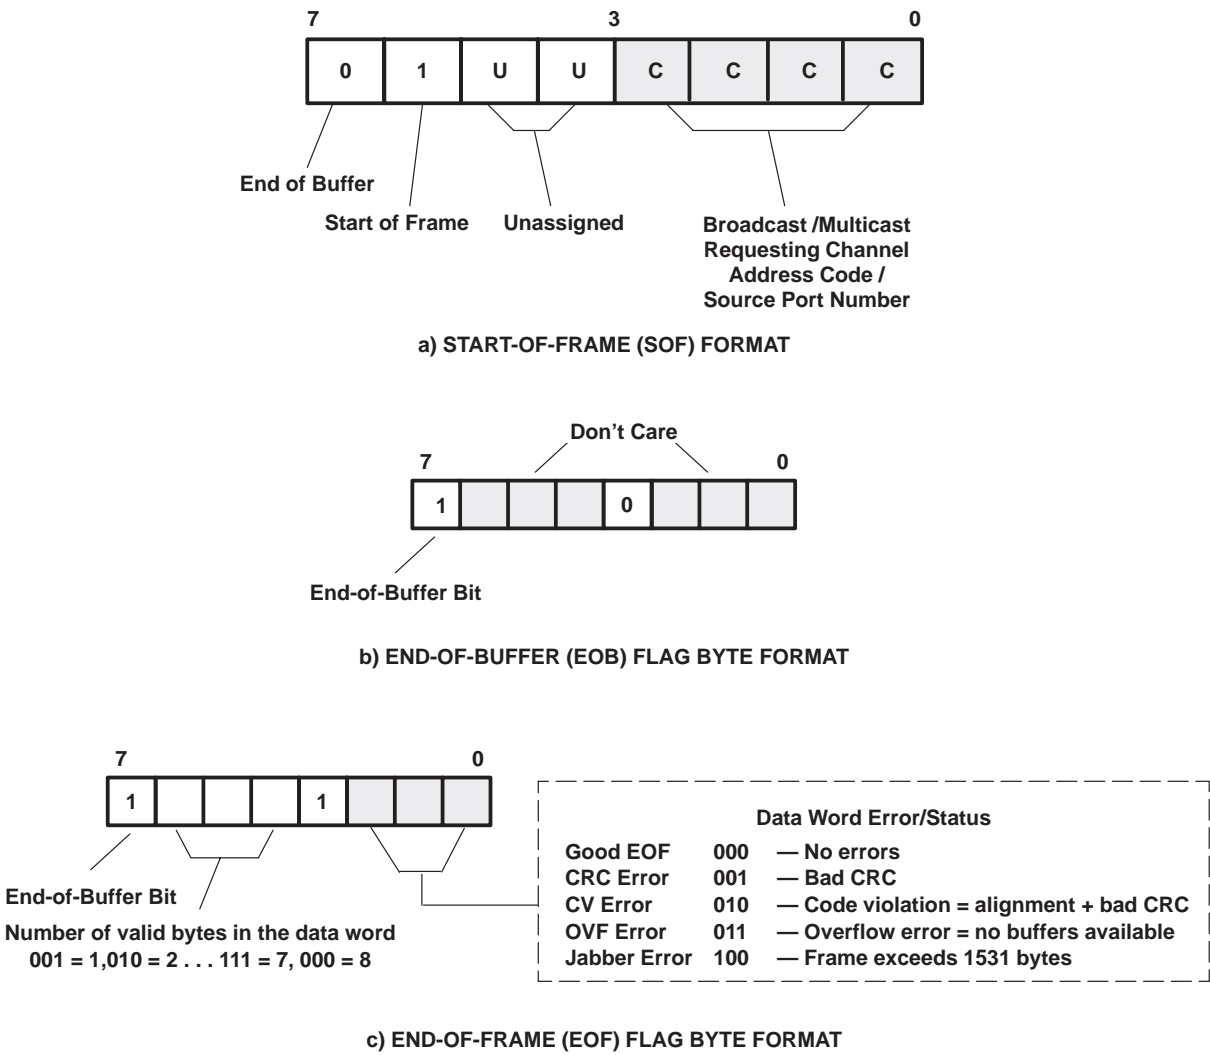 7 3 0
0 1 U U C C C C
End of Buffer
Start of Frame
Unassigned
Broadcast /Multicast
Requesting Channel
Address Code /
Source Port Number
a) START-OF-FRAME (SOF) FORMAT
Don't Care
7 0
1 0
End-of-Buffer Bit
b) END-OF-BUFFER (EOB) FLAG BYTE FORMAT
7 0
1 1
End-of-Buffer Bit
Number of valid bytes in the data word
001 = 1,010 = 2 . . . 111 = 7, 000 = 8
Data Word Error/Status
Good EOF 000 — No errors
CRC Error 001 — Bad CRC
CV Error 010 — Code violation = alignment + bad CRC
OVF Error 011 — Overflow error = no buffers available
Jabber Error 100 — Frame exceeds 1531 bytes
c) END-OF-FRAME (EOF) FLAG BYTE FORMAT